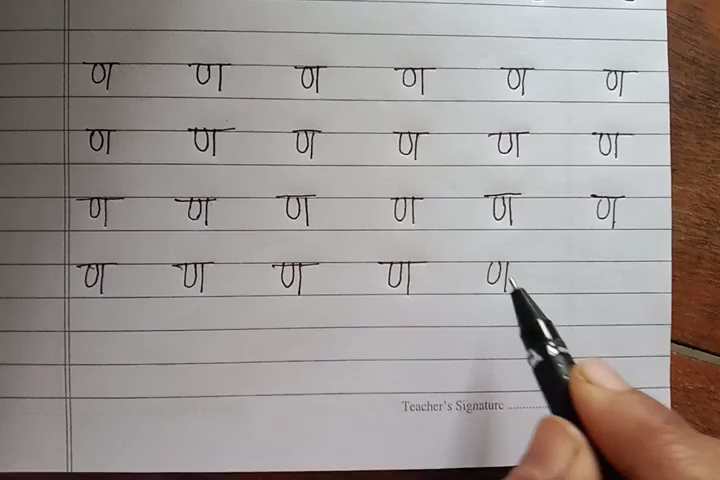 ण ण ण ण ण ण
ण ण ण ण ण ण
ण ण ण ण ण ण
ण ण ण ण ण
Teacher's Signature ............